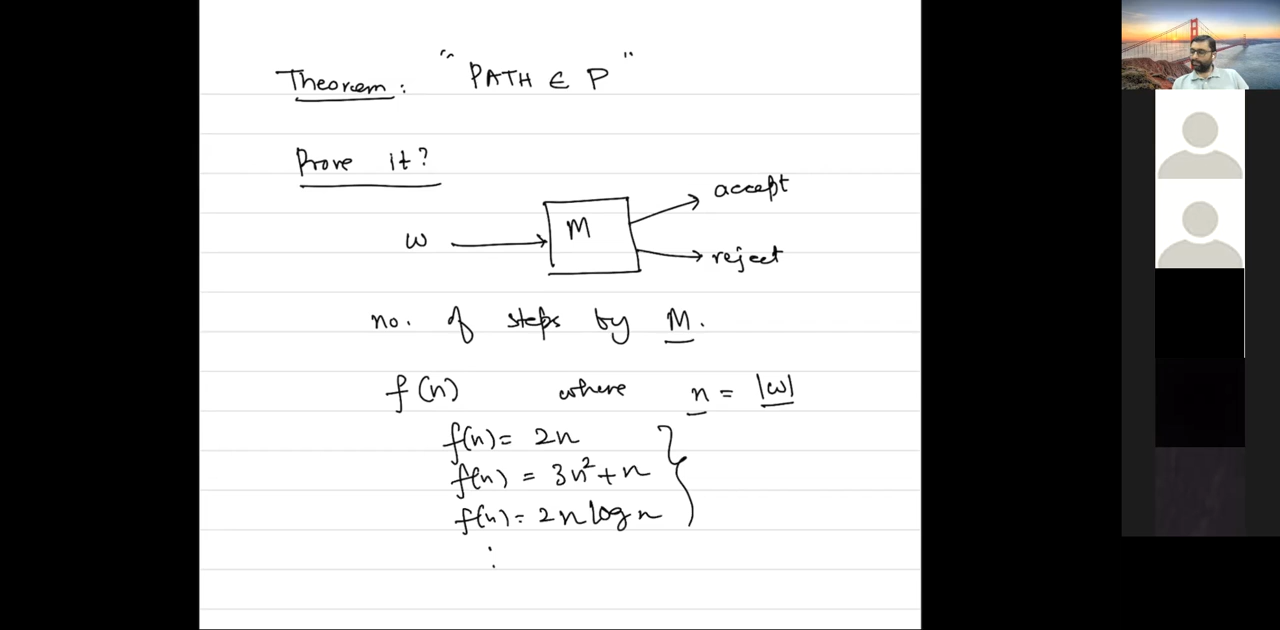 Theorem: "PATH ∈ P"
Prove it?
accept
ω M
reject
no. of steps by M.
f(n) where n = |ω|
f(n) = 2n
f(n) = 3n²+n
f(n) = 2n log n
⋮